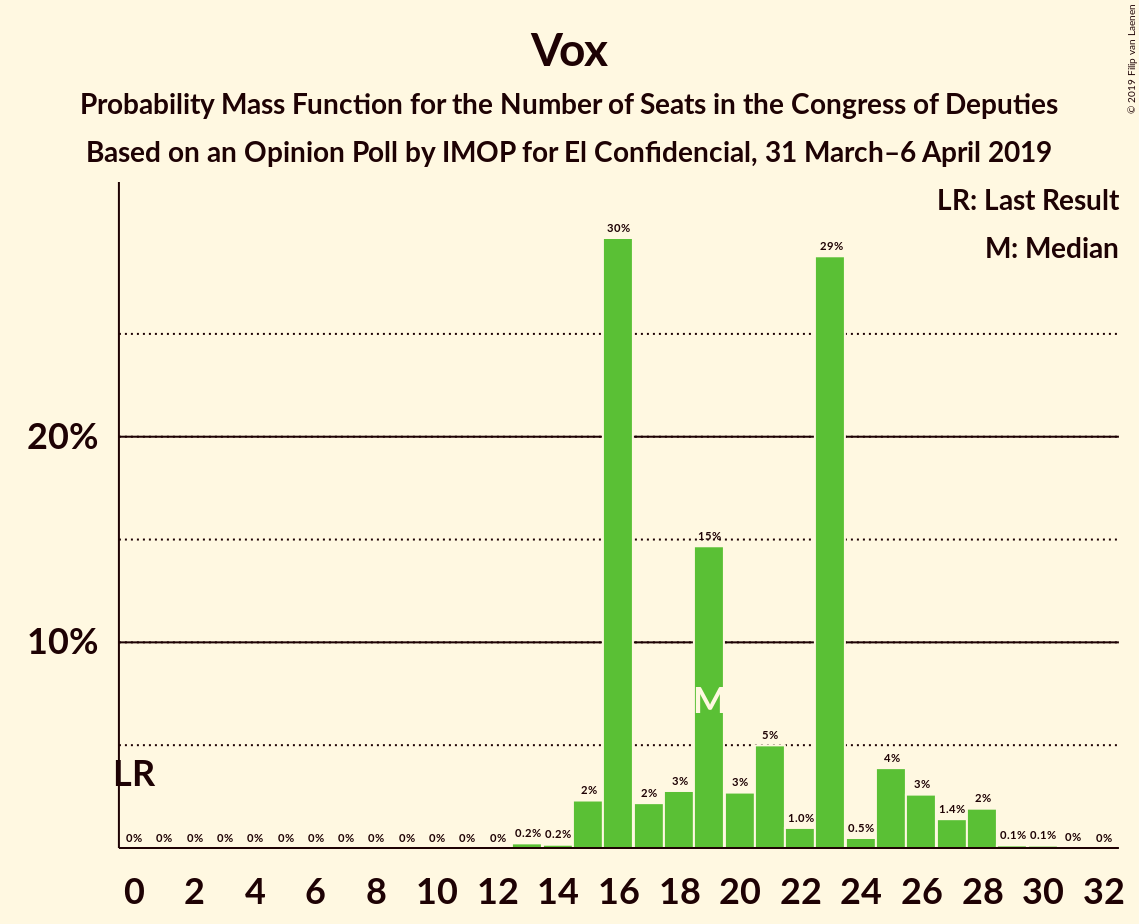 Vox
Probability Mass Function for the Number of Seats in the Congress of Deputies
Based on an Opinion Poll by IMOP for El Confidencial, 31 March–6 April 2019
© 2019 Filip van Laenen
LR: Last Result
M: Median
20%
10%
LR
M
0% 0% 0% 0% 0% 0% 0% 0% 0% 0% 0% 0% 0% 0.2% 0.2% 2% 30% 2% 3% 15% 3% 5% 1.0% 29% 0.5% 4% 3% 1.4% 2% 0.1% 0.1% 0% 0%
0 2 4 6 8 10 12 14 16 18 20 22 24 26 28 30 32